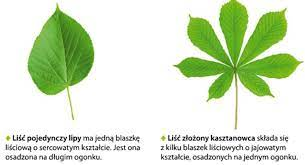 Liść pojedynczy lipy ma jedną blaszkę
liściową o sercowatym kształcie. Jest ona
osadzona na długim ogonku.
Liść złożony kasztanowca składa się
z kilku blaszek liściowych o jajowatym
kształcie, osadzonych na jednym ogonku.